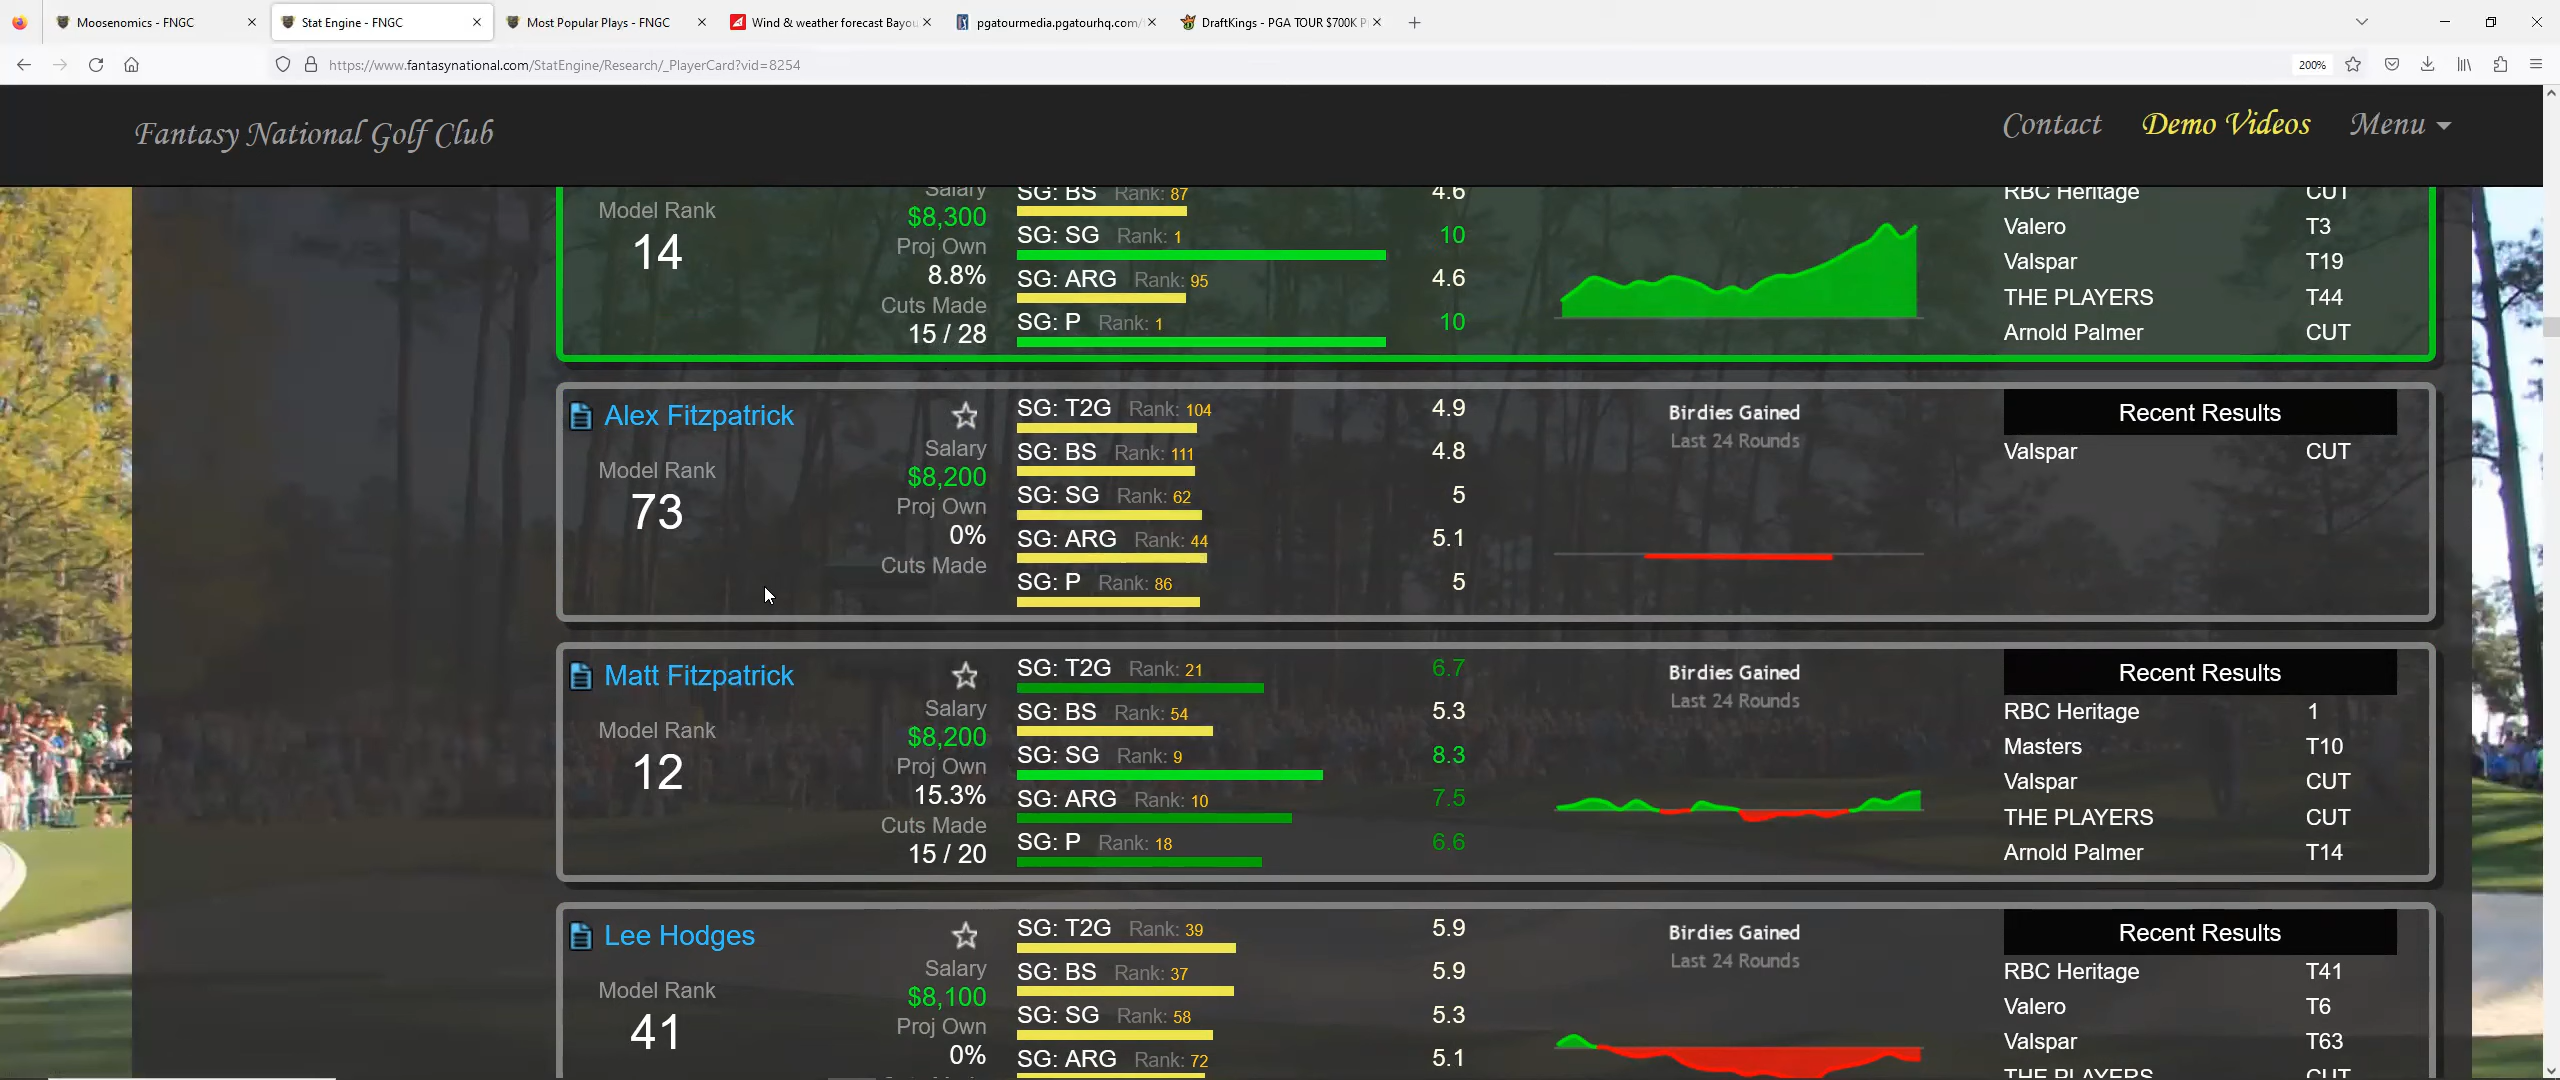 Moosenomics - FNGC
Stat Engine - FNGC
Most Popular Plays - FNGC
Wind & weather forecast Bayou
pgatourmedia.pgatourhq.com/
DraftKings - PGA TOUR $700K P
https://www.fantasynational.com/StatEngine/Research/_PlayerCard?vid=8254
200%
Fantasy National Golf Club
Contact
Demo Videos
Menu
Model Rank
14
Salary
$8,300
Proj Own
8.8%
Cuts Made
15 / 28
SG: BS Rank: 87 4.6
SG: SG Rank: 1 10
SG: ARG Rank: 95 4.6
SG: P Rank: 1 10
RBC Heritage CUT
Valero T3
Valspar T19
THE PLAYERS T44
Arnold Palmer CUT
Alex Fitzpatrick
Model Rank
73
Salary
$8,200
Proj Own
0%
Cuts Made
SG: T2G Rank: 104 4.9
SG: BS Rank: 111 4.8
SG: SG Rank: 62 5
SG: ARG Rank: 44 5.1
SG: P Rank: 86 5
Birdies Gained
Last 24 Rounds
Recent Results
Valspar CUT
Matt Fitzpatrick
Model Rank
12
Salary
$8,200
Proj Own
15.3%
Cuts Made
15 / 20
SG: T2G Rank: 21 6.7
SG: BS Rank: 54 5.3
SG: SG Rank: 9 8.3
SG: ARG Rank: 10 7.5
SG: P Rank: 18 6.6
Birdies Gained
Last 24 Rounds
Recent Results
RBC Heritage 1
Masters T10
Valspar CUT
THE PLAYERS CUT
Arnold Palmer T14
Lee Hodges
Model Rank
41
Salary
$8,100
Proj Own
0%
SG: T2G Rank: 39 5.9
SG: BS Rank: 37 5.9
SG: SG Rank: 58 5.3
SG: ARG Rank: 72 5.1
Birdies Gained
Last 24 Rounds
Recent Results
RBC Heritage T41
Valero T6
Valspar T63
THE PLAYERS CUT